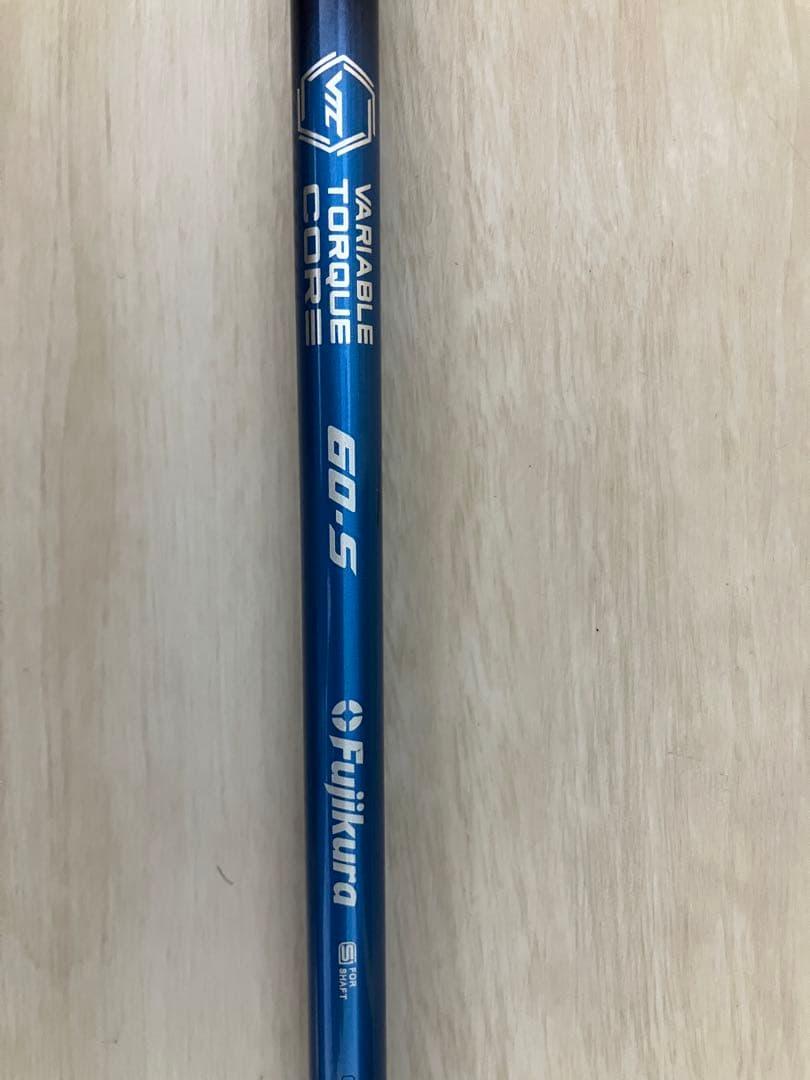 VTC
VARIABLE
TORQUE
CORE
60-S
Fujikura
S FOR
SHAFT